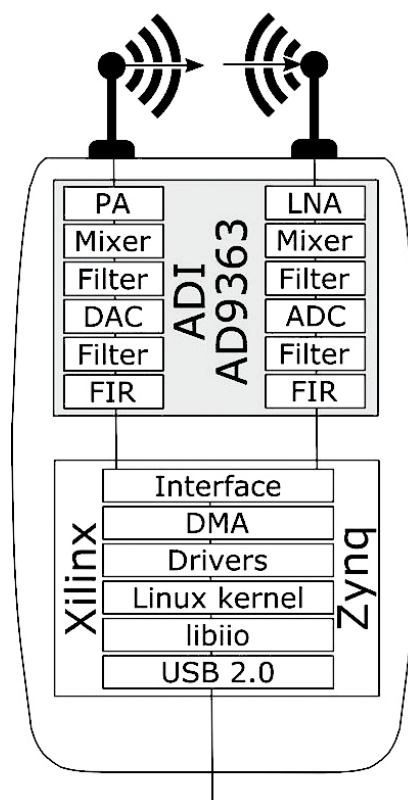 PA
Mixer
Filter
DAC
Filter
FIR
ADI
AD9363
LNA
Mixer
Filter
ADC
Filter
FIR
Xilinx
Interface
DMA
Drivers
Linux kernel
libiio
USB 2.0
Zynq